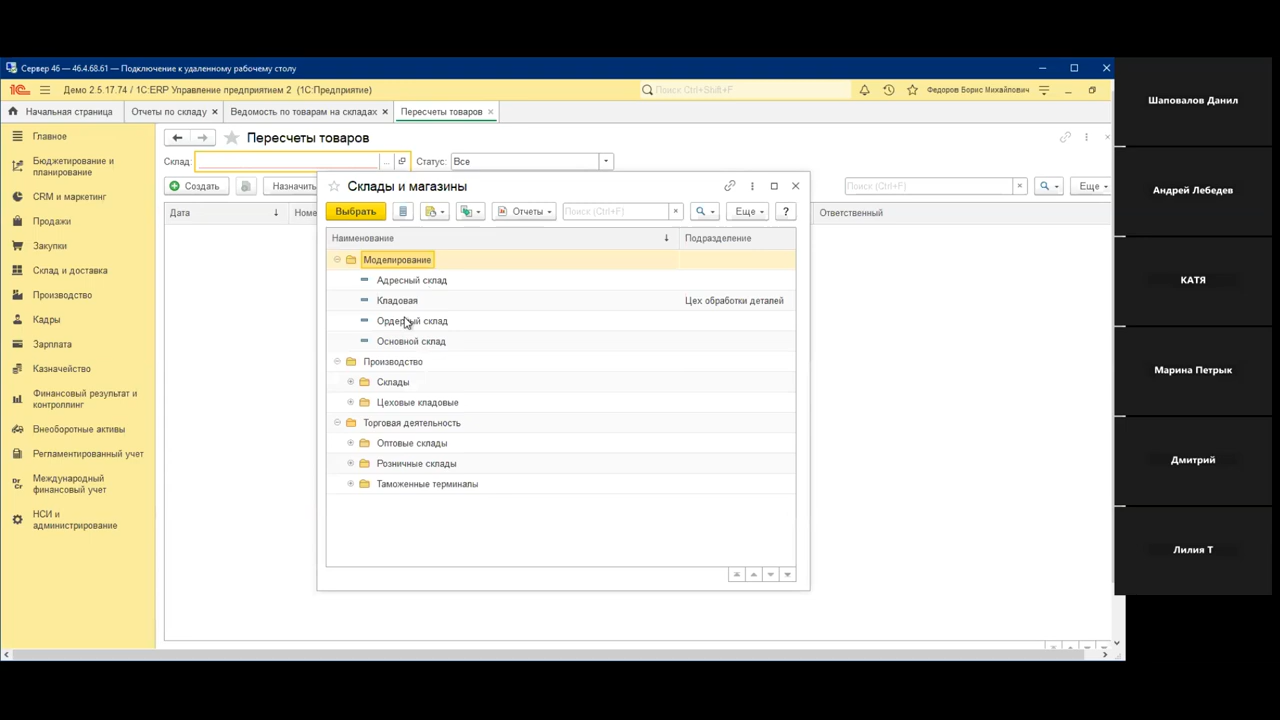 Сервер 46 — 46.4.68.61 — Подключение к удаленному рабочему столу
Демо 2.5.17.74 / 1C:ERP Управление предприятием 2 (1С:Предприятие)
Поиск Ctrl+Shift+F
Федоров Борис Михайлович
Начальная страница
Отчеты по складу
Ведомость по товарам на складах
Пересчеты товаров
Главное
Бюджетирование и
планирование
CRM и маркетинг
Продажи
Закупки
Склад и доставка
Производство
Кадры
Зарплата
Казначейство
Финансовый результат и
контроллинг
Внеоборотные активы
Регламентированный учет
Международный
финансовый учет
НСИ и
администрирование
Пересчеты товаров
Склад:
Статус: Все
Создать
Назначить
Поиск (Ctrl+F)
Еще
Дата
Номе
Ответственный
Склады и магазины
Выбрать
Отчеты
Поиск (Ctrl+F)
Еще
?
Наименование
Подразделение
Моделирование
Адресный склад
Кладовая
Цех обработки деталей
Ордерный склад
Основной склад
Производство
Склады
Цеховые кладовые
Торговая деятельность
Оптовые склады
Розничные склады
Таможенные терминалы
Шаповалов Данил
Андрей Лебедев
КАТЯ
Марина Петрык
Дмитрий
Лилия Т